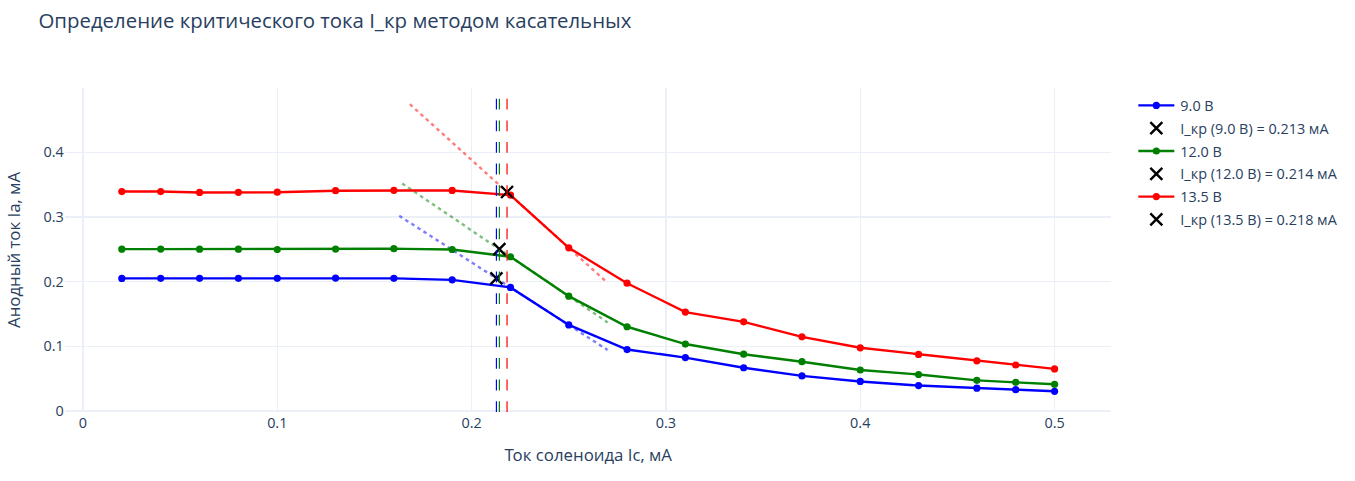 Определение критического тока I_кр методом касательных
Анодный ток Ia, мА
0.4
0.3
0.2
0.1
0
0
0.1
0.2
0.3
0.4
0.5
Ток соленоида Ic, мА
9.0 В
I_кр (9.0 В) = 0.213 мА
12.0 В
I_кр (12.0 В) = 0.214 мА
13.5 В
I_кр (13.5 В) = 0.218 мА